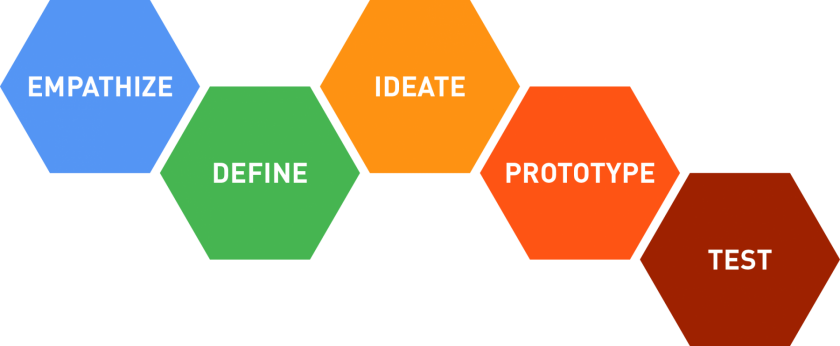 EMPATHIZE
DEFINE
IDEATE
PROTOTYPE
TEST